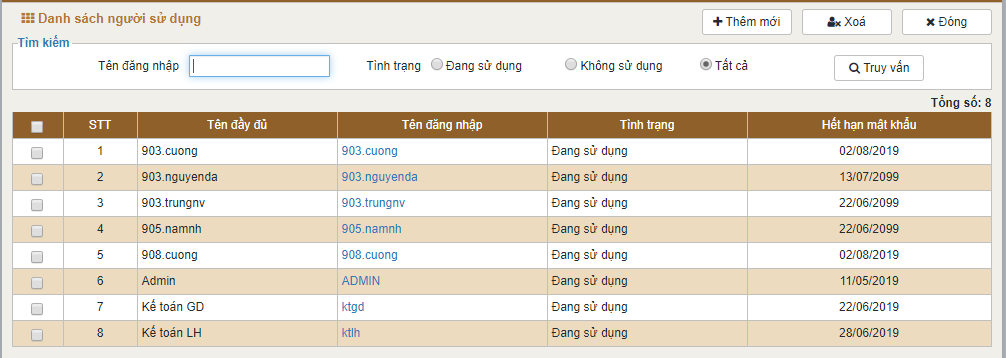 Danh sách người sử dụng
Thêm mới Xoá Đóng
Tìm kiếm
Tên đăng nhập Tình trạng Đang sử dụng Không sử dụng Tất cả Truy vấn
Tổng số: 8
STT Tên đầy đủ Tên đăng nhập Tình trạng Hết hạn mật khẩu
1 903.cuong 903.cuong Đang sử dụng 02/08/2019
2 903.nguyenda 903.nguyenda Đang sử dụng 13/07/2099
3 903.trungnv 903.trungnv Đang sử dụng 22/06/2099
4 905.namnh 905.namnh Đang sử dụng 22/06/2099
5 908.cuong 908.cuong Đang sử dụng 02/08/2019
6 Admin ADMIN Đang sử dụng 11/05/2019
7 Kế toán GD ktgd Đang sử dụng 22/06/2019
8 Kế toán LH ktlh Đang sử dụng 28/06/2019